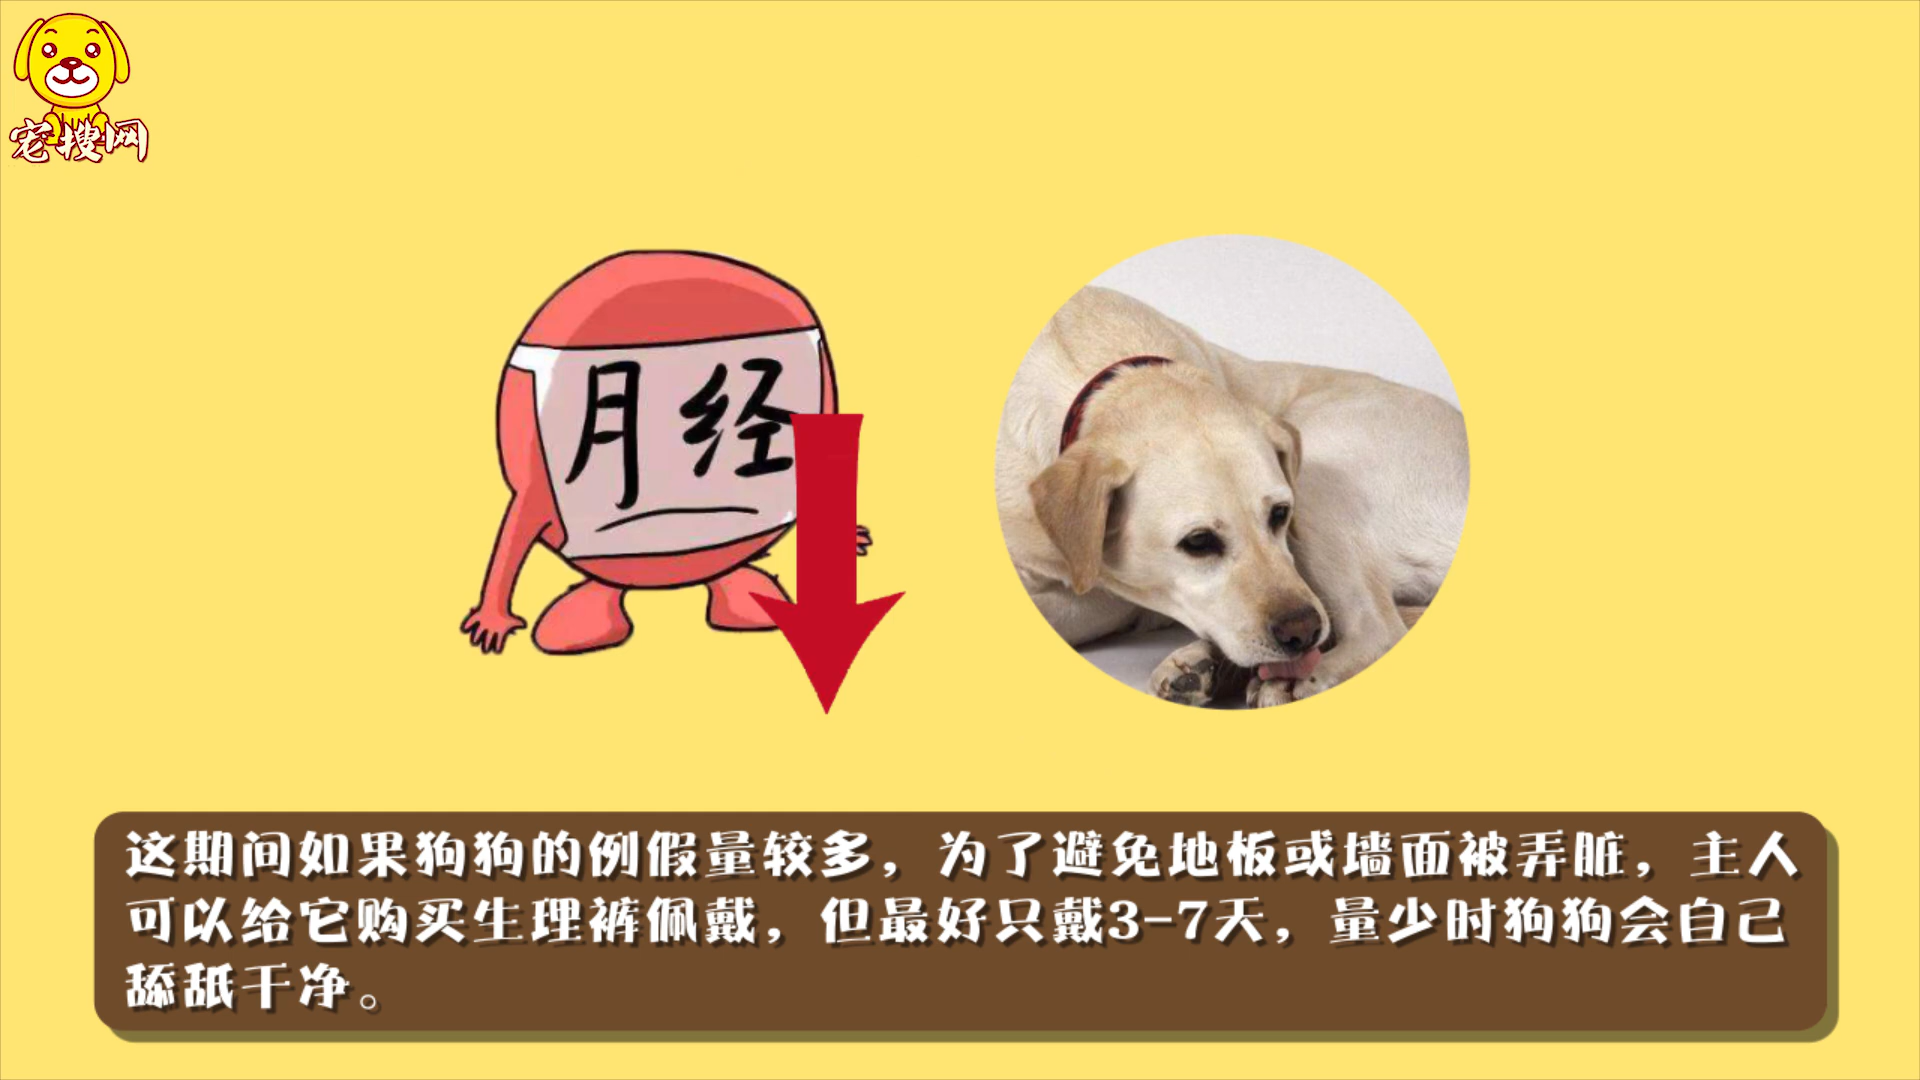 宠搜网
月经
这期间如果狗狗的例假量较多，为了避免地板或墙面被弄脏，主人
可以给它购买生理裤佩戴，但最好只戴3-7天，量少时狗狗会自己
舔舐干净。